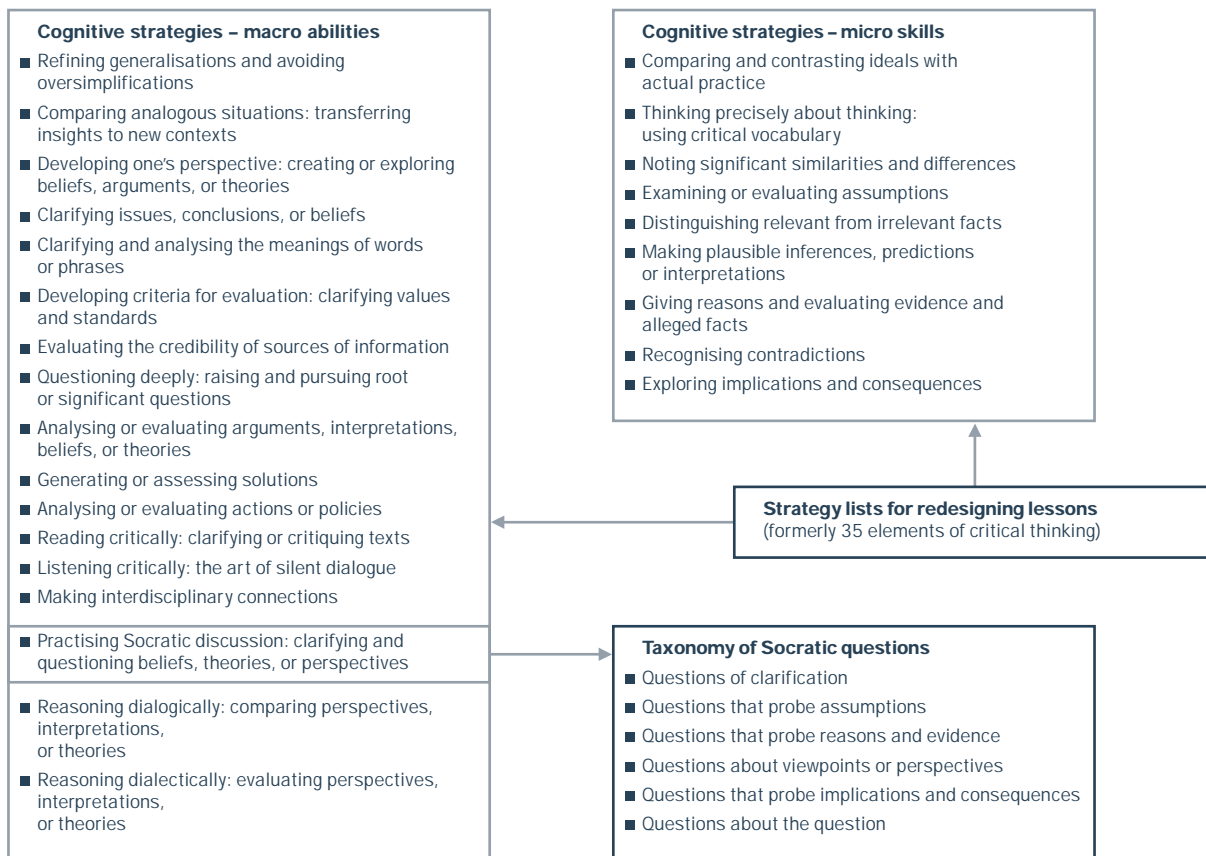 Cognitive strategies – macro abilities
■ Refining generalisations and avoiding
oversimplifications
■ Comparing analogous situations: transferring
insights to new contexts
■ Developing one's perspective: creating or exploring
beliefs, arguments, or theories
■ Clarifying issues, conclusions, or beliefs
■ Clarifying and analysing the meanings of words
or phrases
■ Developing criteria for evaluation: clarifying values
and standards
■ Evaluating the credibility of sources of information
■ Questioning deeply: raising and pursuing root
or significant questions
■ Analysing or evaluating arguments, interpretations,
beliefs, or theories
■ Generating or assessing solutions
■ Analysing or evaluating actions or policies
■ Reading critically: clarifying or critiquing texts
■ Listening critically: the art of silent dialogue
■ Making interdisciplinary connections
■ Practising Socratic discussion: clarifying and
questioning beliefs, theories, or perspectives
■ Reasoning dialogically: comparing perspectives,
interpretations,
or theories
■ Reasoning dialectically: evaluating perspectives,
interpretations,
or theories
Cognitive strategies – micro skills
■ Comparing and contrasting ideals with
actual practice
■ Thinking precisely about thinking:
using critical vocabulary
■ Noting significant similarities and differences
■ Examining or evaluating assumptions
■ Distinguishing relevant from irrelevant facts
■ Making plausible inferences, predictions
or interpretations
■ Giving reasons and evaluating evidence and
alleged facts
■ Recognising contradictions
■ Exploring implications and consequences
Strategy lists for redesigning lessons
(formerly 35 elements of critical thinking)
Taxonomy of Socratic questions
■ Questions of clarification
■ Questions that probe assumptions
■ Questions that probe reasons and evidence
■ Questions about viewpoints or perspectives
■ Questions that probe implications and consequences
■ Questions about the question